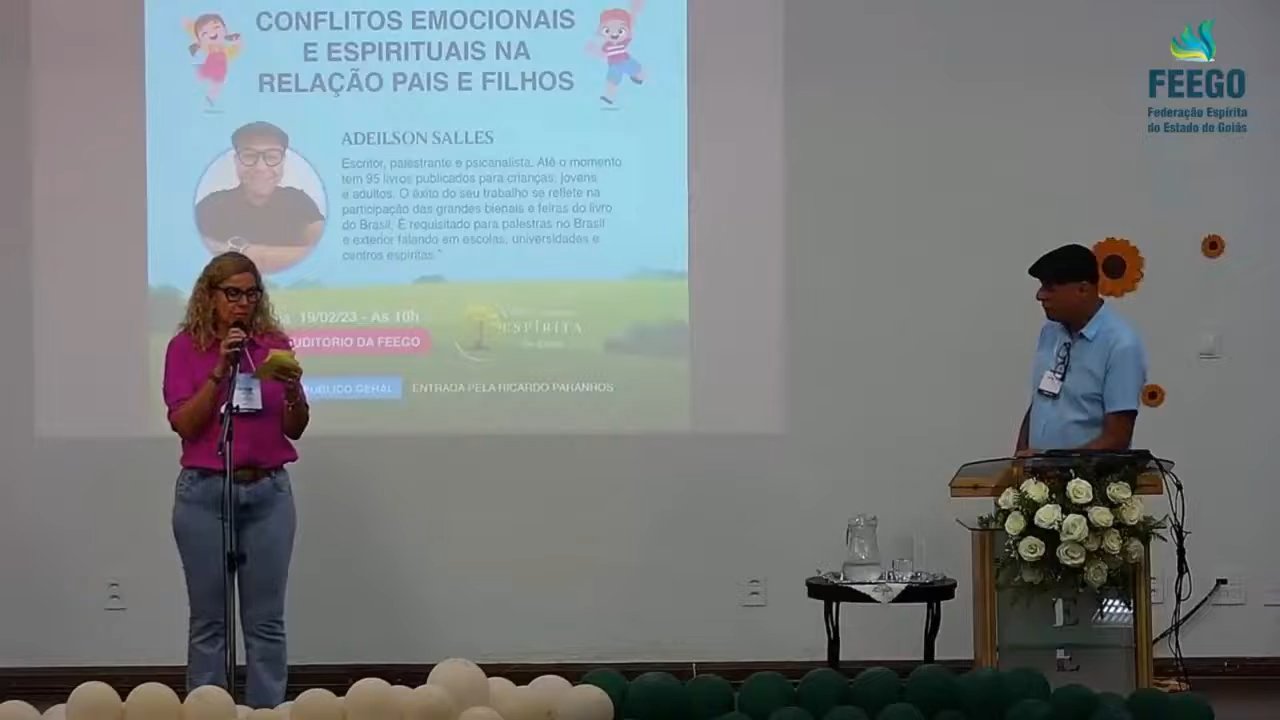 CONFLITOS EMOCIONAIS
E ESPIRITUAIS NA
RELAÇÃO PAIS E FILHOS
ADEILSON SALLES
Escritor, palestrante e psicanalista. Até o momento
tem 95 livros publicados para crianças, jovens
e adultos. O êxito do seu trabalho se reflete na
participação das grandes bienais e feiras do livro
do Brasil. É requisitado para palestras no Brasil
e exterior falando em escolas, universidades e
centros espíritas."
19/02/23 - Às 10h
AUDITÓRIO DA FEEGO
ESPÍRITA
PÚBLICO GERAL
ENTRADA PELA RICARDO PARANHOS
FEEGO
Federação Espírita
do Estado de Goiás
E
E